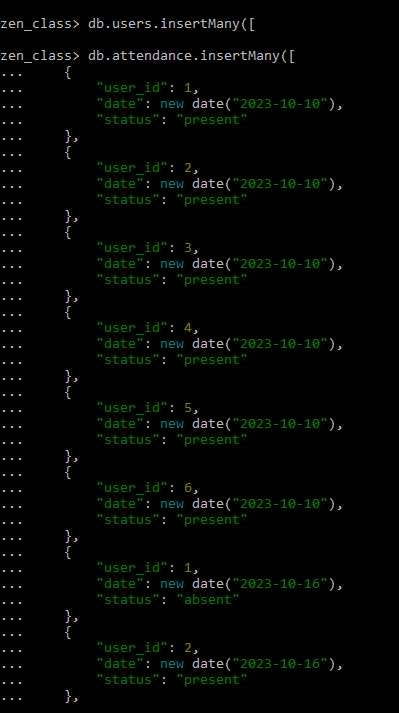 zen_class> db.users.insertMany([
zen_class> db.attendance.insertMany([
...     {
...         "user_id": 1,
...         "date": new date("2023-10-10"),
...         "status": "present"
...     },
...     {
...         "user_id": 2,
...         "date": new date("2023-10-10"),
...         "status": "present"
...     },
...     {
...         "user_id": 3,
...         "date": new date("2023-10-10"),
...         "status": "present"
...     },
...     {
...         "user_id": 4,
...         "date": new date("2023-10-10"),
...         "status": "present"
...     },
...     {
...         "user_id": 5,
...         "date": new date("2023-10-10"),
...         "status": "present"
...     },
...     {
...         "user_id": 6,
...         "date": new date("2023-10-10"),
...         "status": "present"
...     },
...     {
...         "user_id": 1,
...         "date": new date("2023-10-16"),
...         "status": "absent"
...     },
...     {
...         "user_id": 2,
...         "date": new date("2023-10-16"),
...         "status": "present"
...     },